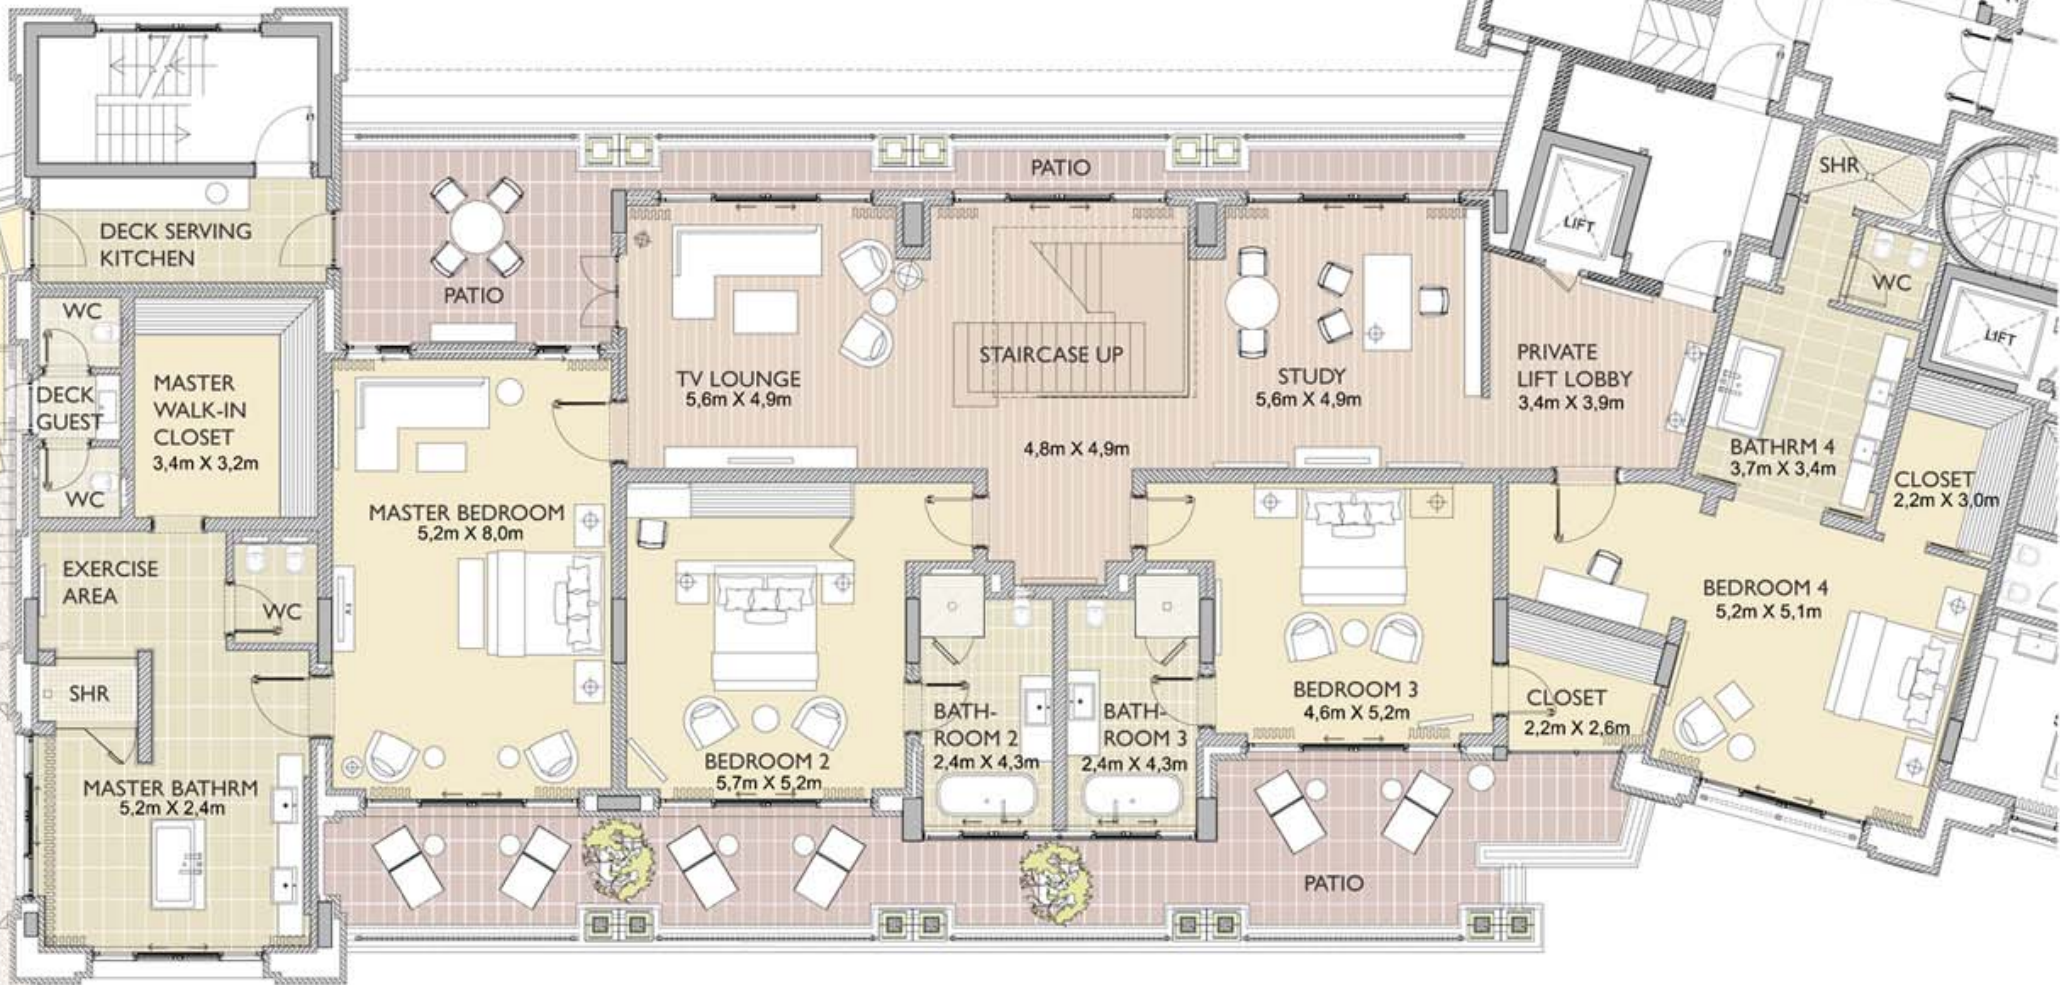 DECK SERVING
KITCHEN
PATIO
PATIO
LIFT
SHR
WC
LIFT
WC
DECK
GUEST
WC
MASTER
WALK-IN
CLOSET
3,4m X 3,2m
TV LOUNGE
5,6m X 4,9m
STAIRCASE UP
4,8m X 4,9m
STUDY
5,6m X 4,9m
PRIVATE
LIFT LOBBY
3,4m X 3,9m
BATHRM 4
3,7m X 3,4m
CLOSET
2,2m X 3,0m
MASTER BEDROOM
5,2m X 8,0m
EXERCISE
AREA
WC
SHR
MASTER BATHRM
5,2m X 2,4m
BEDROOM 2
5,7m X 5,2m
BATH-
ROOM 2
2,4m X 4,3m
BATH-
ROOM 3
2,4m X 4,3m
BEDROOM 3
4,6m X 5,2m
CLOSET
2,2m X 2,6m
BEDROOM 4
5,2m X 5,1m
PATIO